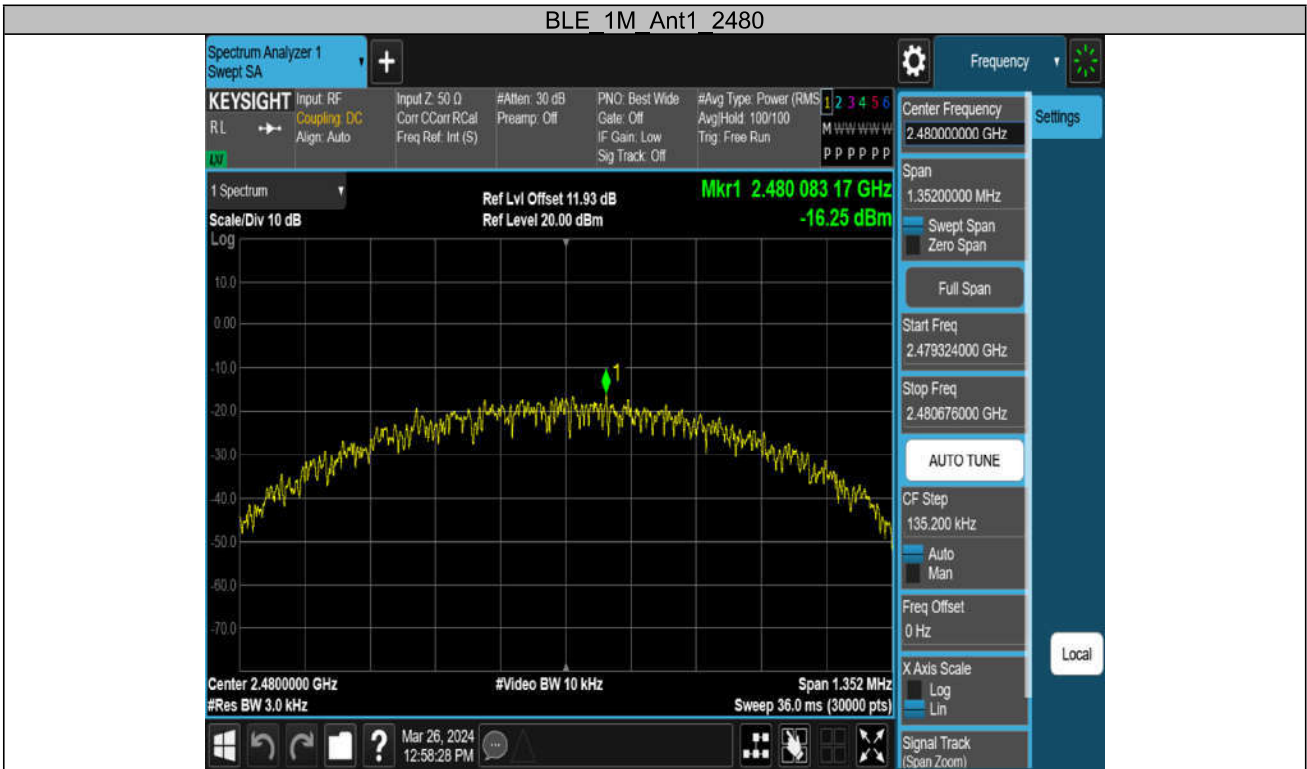 BLE_1M_Ant1_2480
Spectrum Analyzer 1
Swept SA
+
Frequency
KEYSIGHT
RL
Input: RF
Coupling: DC
Align: Auto
Input Z: 50 Ω
Corr CCorr RCal
Freq Ref: Int (S)
#Atten: 30 dB
Preamp: Off
PNO: Best Wide
Gate: Off
IF Gain: Low
Sig Track: Off
#Avg Type: Power (RMS
Avg|Hold: 100/100
Trig: Free Run
1 2 3 4 5 6
M W W W W W
P P P P P P
1 Spectrum
Scale/Div 10 dB
Log
Ref Lvl Offset 11.93 dB
Ref Level 20.00 dBm
Mkr1 2.480 083 17 GHz
-16.25 dBm
10.0
0.00
-10.0
-20.0
-30.0
-40.0
-50.0
-60.0
-70.0
1
Center 2.4800000 GHz
#Res BW 3.0 kHz
#Video BW 10 kHz
Span 1.352 MHz
Sweep 36.0 ms (30000 pts)
?
Mar 26, 2024
12:58:28 PM
Center Frequency
2.480000000 GHz
Span
1.35200000 MHz
Swept Span
Zero Span
Full Span
Start Freq
2.479324000 GHz
Stop Freq
2.480676000 GHz
AUTO TUNE
CF Step
135.200 kHz
Auto
Man
Freq Offset
0 Hz
X Axis Scale
Log
Lin
Signal Track
(Span Zoom)
Settings
Local